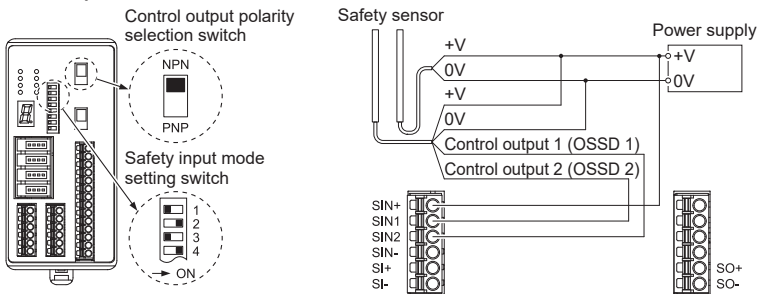 Control output polarity
selection switch
NPN
PNP
Safety input mode
setting switch
1
2
3
4
→ ON
Safety sensor
+V
0V
+V
0V
Control output 1 (OSSD 1)
Control output 2 (OSSD 2)
Power supply
+V
0V
SIN+
SIN1
SIN2
SIN-
SI+
SI-
SO+
SO-